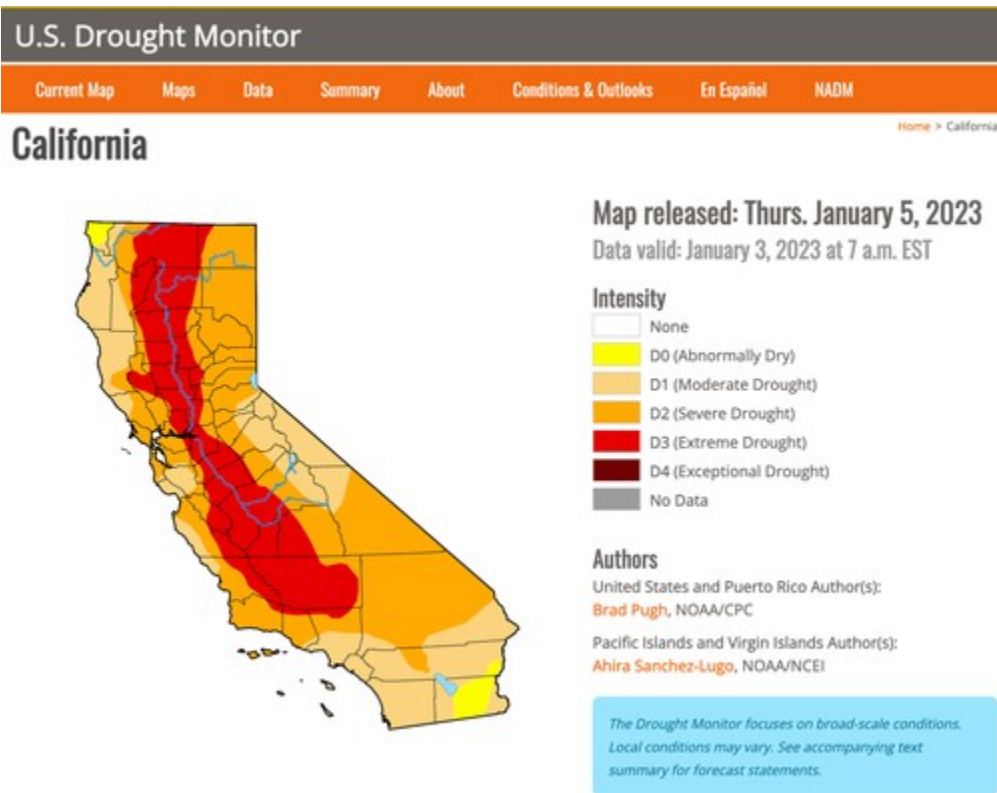 U.S. Drought Monitor
Current Map Maps Data Summary About Conditions & Outlooks En Español NADM
Home > California
California
Map released: Thurs. January 5, 2023
Data valid: January 3, 2023 at 7 a.m. EST
Intensity
None
D0 (Abnormally Dry)
D1 (Moderate Drought)
D2 (Severe Drought)
D3 (Extreme Drought)
D4 (Exceptional Drought)
No Data
Authors
United States and Puerto Rico Author(s):
Brad Pugh, NOAA/CPC
Pacific Islands and Virgin Islands Author(s):
Ahira Sanchez-Lugo, NOAA/NCEI
The Drought Monitor focuses on broad-scale conditions.
Local conditions may vary. See accompanying text
summary for forecast statements.